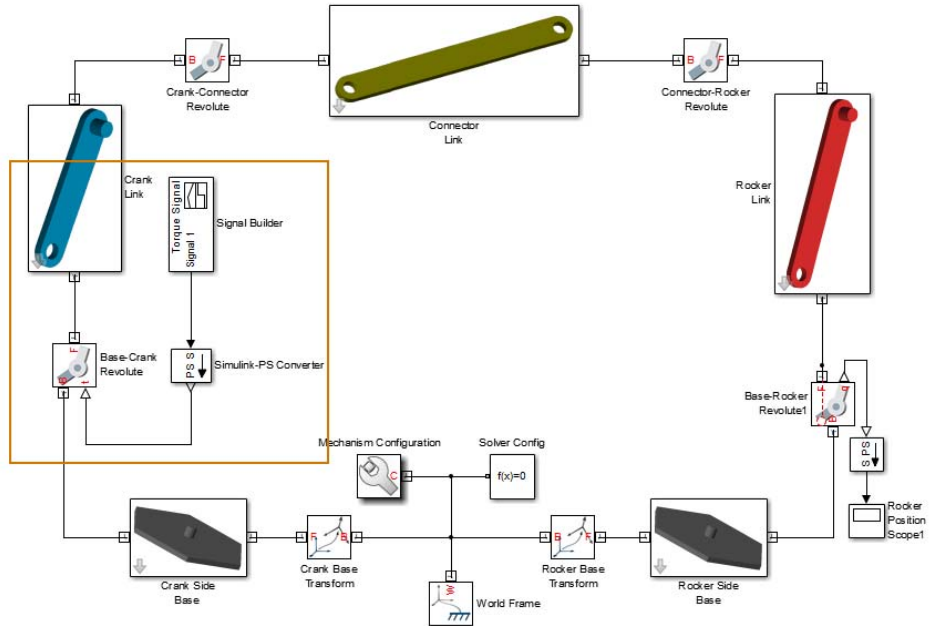 B F
Crank-Connector
Revolute
Connector
Link
B F
Connector-Rocker
Revolute
Crank
Link
Torque Signal
Signal 1
Signal Builder
Rocker
Link
F
B t
Base-Crank
Revolute
PS S
Simulink-PS Converter
Base-Rocker
Revolute1
F q
B
S PS
Rocker
Position
Scope1
Mechanism Configuration
C
Solver Config
f(x)=0
Crank Side
Base
F B
Crank Base
Transform
W
World Frame
B F
Rocker Base
Transform
Rocker Side
Base